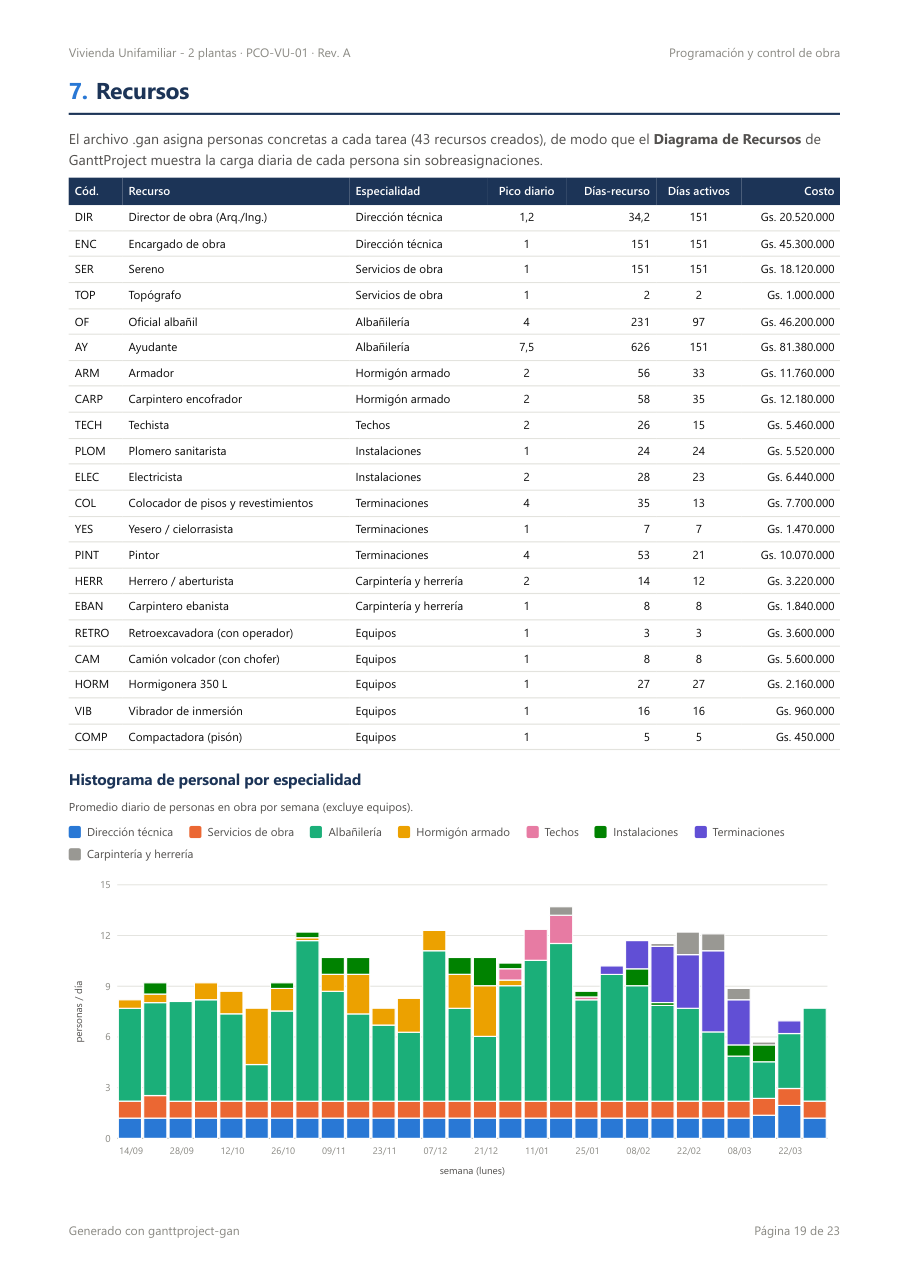 Vivienda Unifamiliar - 2 plantas · PCO-VU-01 · Rev. A
Programación y control de obra
7. Recursos
El archivo .gan asigna personas concretas a cada tarea (43 recursos creados), de modo que el Diagrama de Recursos de
GanttProject muestra la carga diaria de cada persona sin sobreasignaciones.
Cód. Recurso Especialidad Pico diario Días-recurso Días activos Costo
DIR Director de obra (Arq./Ing.) Dirección técnica 1,2 34,2 151 Gs. 20.520.000
ENC Encargado de obra Dirección técnica 1 151 151 Gs. 45.300.000
SER Sereno Servicios de obra 1 151 151 Gs. 18.120.000
TOP Topógrafo Servicios de obra 1 2 2 Gs. 1.000.000
OF Oficial albañil Albañilería 4 231 97 Gs. 46.200.000
AY Ayudante Albañilería 7,5 626 151 Gs. 81.380.000
ARM Armador Hormigón armado 2 56 33 Gs. 11.760.000
CARP Carpintero encofrador Hormigón armado 2 58 35 Gs. 12.180.000
TECH Techista Techos 2 26 15 Gs. 5.460.000
PLOM Plomero sanitarista Instalaciones 1 24 24 Gs. 5.520.000
ELEC Electricista Instalaciones 2 28 23 Gs. 6.440.000
COL Colocador de pisos y revestimientos Terminaciones 4 35 13 Gs. 7.700.000
YES Yesero / cielorrasista Terminaciones 1 7 7 Gs. 1.470.000
PINT Pintor Terminaciones 4 53 21 Gs. 10.070.000
HERR Herrero / aberturista Carpintería y herrería 2 14 12 Gs. 3.220.000
EBAN Carpintero ebanista Carpintería y herrería 1 8 8 Gs. 1.840.000
RETRO Retroexcavadora (con operador) Equipos 1 3 3 Gs. 3.600.000
CAM Camión volcador (con chofer) Equipos 1 8 8 Gs. 5.600.000
HORM Hormigonera 350 L Equipos 1 27 27 Gs. 2.160.000
VIB Vibrador de inmersión Equipos 1 16 16 Gs. 960.000
COMP Compactadora (pisón) Equipos 1 5 5 Gs. 450.000
Histograma de personal por especialidad
Promedio diario de personas en obra por semana (excluye equipos).
Dirección técnica Servicios de obra Albañilería Hormigón armado Techos Instalaciones Terminaciones
Carpintería y herrería
15
12
9
6
3
0
personas / día
14/09 28/09 12/10 26/10 09/11 23/11 07/12 21/12 11/01 25/01 08/02 22/02 08/03 22/03
semana (lunes)
Generado con ganttproject-gan
Página 19 de 23